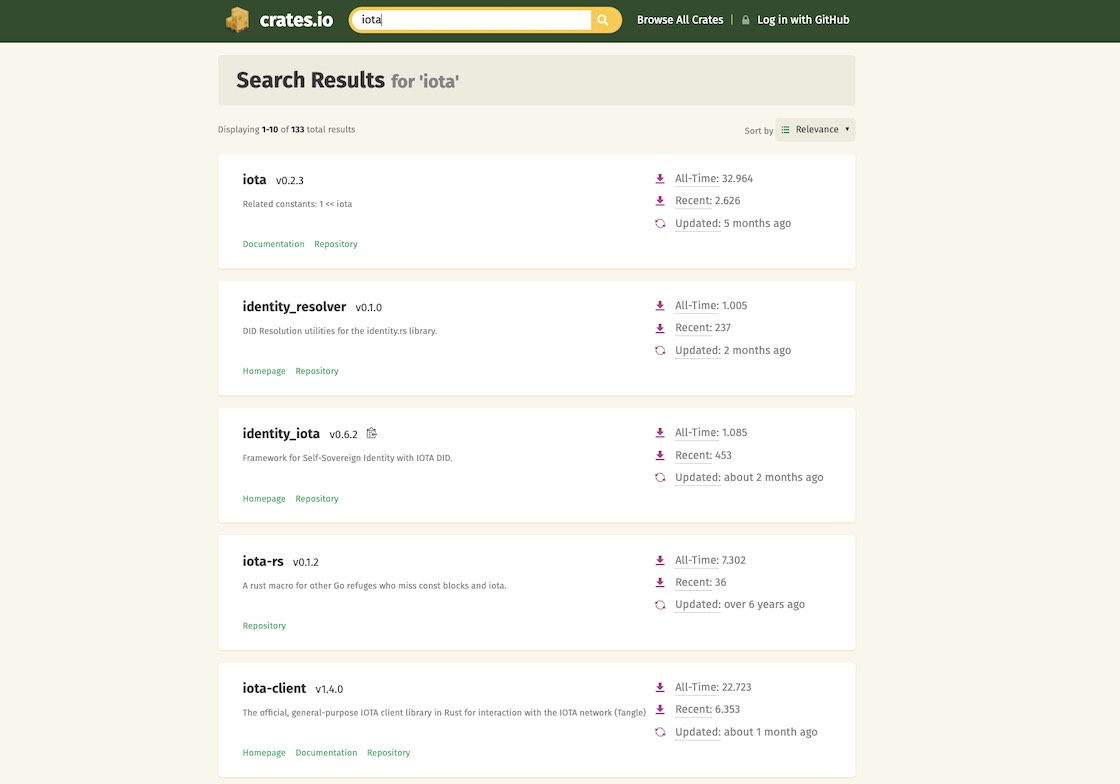 crates.io iota Browse All Crates | Log in with GitHub
Search Results for 'iota'
Displaying 1-10 of 133 total results Sort by Relevance ▾
iota v0.2.3 All-Time: 32.964
Related constants: 1 << iota Recent: 2.626
Updated: 5 months ago
Documentation Repository
identity_resolver v0.1.0 All-Time: 1.005
DID Resolution utilities for the identity.rs library. Recent: 237
Updated: 2 months ago
Homepage Repository
identity_iota v0.6.2 All-Time: 1.085
Framework for Self-Sovereign Identity with IOTA DID. Recent: 453
Updated: about 2 months ago
Homepage Repository
iota-rs v0.1.2 All-Time: 7.302
A rust macro for other Go refuges who miss const blocks and iota. Recent: 36
Updated: over 6 years ago
Repository
iota-client v1.4.0 All-Time: 22.723
The official, general-purpose IOTA client library in Rust for interaction with the IOTA network (Tangle) Recent: 6.353
Updated: about 1 month ago
Homepage Documentation Repository